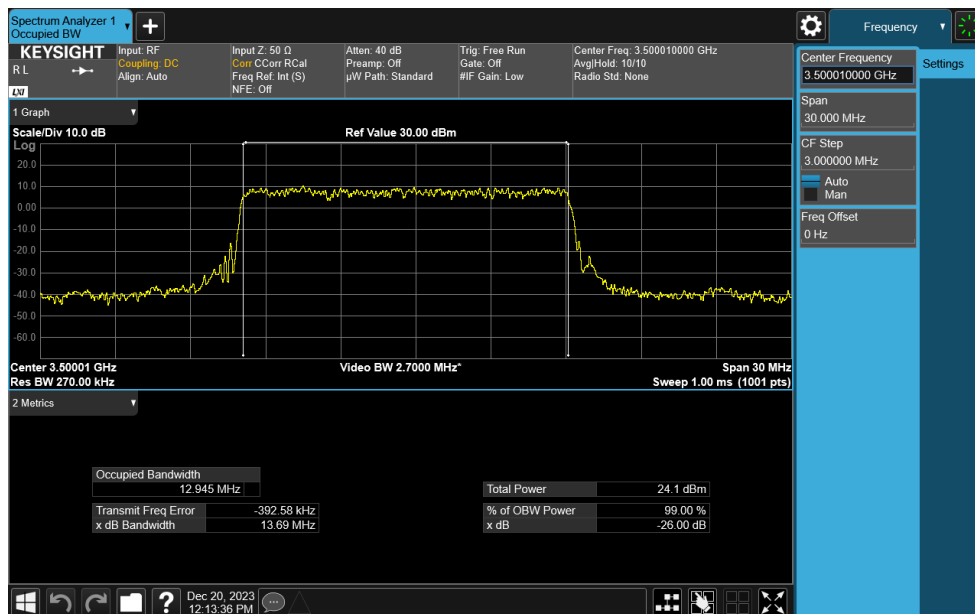 Spectrum Analyzer 1
Occupied BW
+
Frequency
KEYSIGHT
R L
LXI
Input: RF
Coupling: DC
Align: Auto
Input Z: 50 Ω
Corr CCorr RCal
Freq Ref: Int (S)
NFE: Off
Atten: 40 dB
Preamp: Off
µW Path: Standard
Trig: Free Run
Gate: Off
#IF Gain: Low
Center Freq: 3.500010000 GHz
Avg|Hold: 10/10
Radio Std: None
Center Frequency
3.500010000 GHz
Settings
Span
30.000 MHz
CF Step
3.000000 MHz
Auto
Man
Freq Offset
0 Hz
1 Graph
Scale/Div 10.0 dB
Ref Value 30.00 dBm
Log
20.0
10.0
0.00
-10.0
-20.0
-30.0
-40.0
-50.0
-60.0
Center 3.50001 GHz
Video BW 2.7000 MHz*
Span 30 MHz
Res BW 270.00 kHz
Sweep 1.00 ms (1001 pts)
2 Metrics
Occupied Bandwidth
12.945 MHz
Total Power 24.1 dBm
Transmit Freq Error -392.58 kHz
% of OBW Power 99.00 %
x dB Bandwidth 13.69 MHz
x dB -26.00 dB
?
Dec 20, 2023
12:13:36 PM